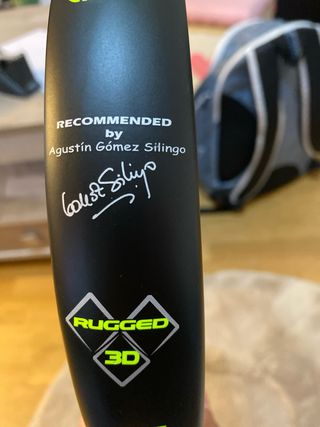 RECOMMENDED
by
Agustín Gómez Silingo
RUGGED
3D